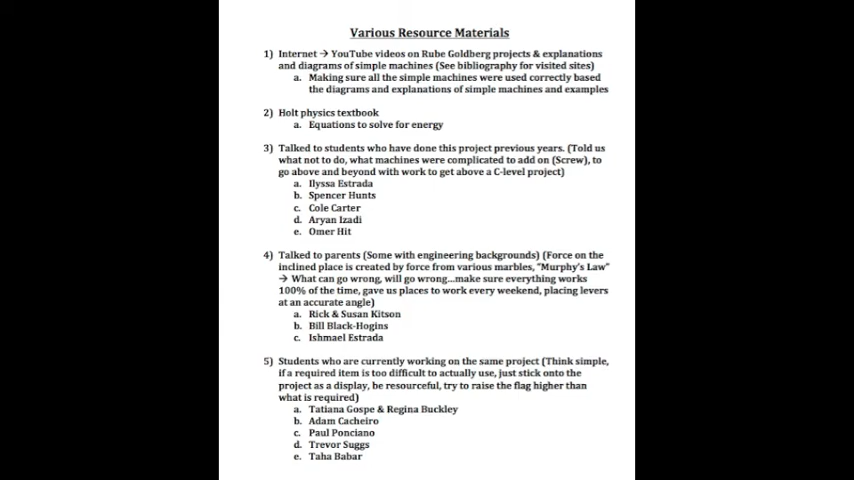 Various Resource Materials
1) Internet → YouTube videos on Rube Goldberg projects & explanations
and diagrams of simple machines (See bibliography for visited sites)
a. Making sure all the simple machines were used correctly based
the diagrams and explanations of simple machines and examples
2) Holt physics textbook
a. Equations to solve for energy
3) Talked to students who have done this project previous years. (Told us
what not to do, what machines were complicated to add on (Screw), to
go above and beyond with work to get above a C-level project)
a. Ilyssa Estrada
b. Spencer Hunts
c. Cole Carter
d. Aryan Izadi
e. Omer Hit
4) Talked to parents (Some with engineering backgrounds) (Force on the
inclined place is created by force from various marbles, "Murphy's Law"
→ What can go wrong, will go wrong...make sure everything works
100% of the time, gave us places to work every weekend, placing levers
at an accurate angle)
a. Rick & Susan Kitson
b. Bill Black-Hogins
c. Ishmael Estrada
5) Students who are currently working on the same project (Think simple,
if a required item is too difficult to actually use, just stick onto the
project as a display, be resourceful, try to raise the flag higher than
what is required)
a. Tatiana Gospe & Regina Buckley
b. Adam Cacheiro
c. Paul Ponciano
d. Trevor Suggs
e. Taha Babar